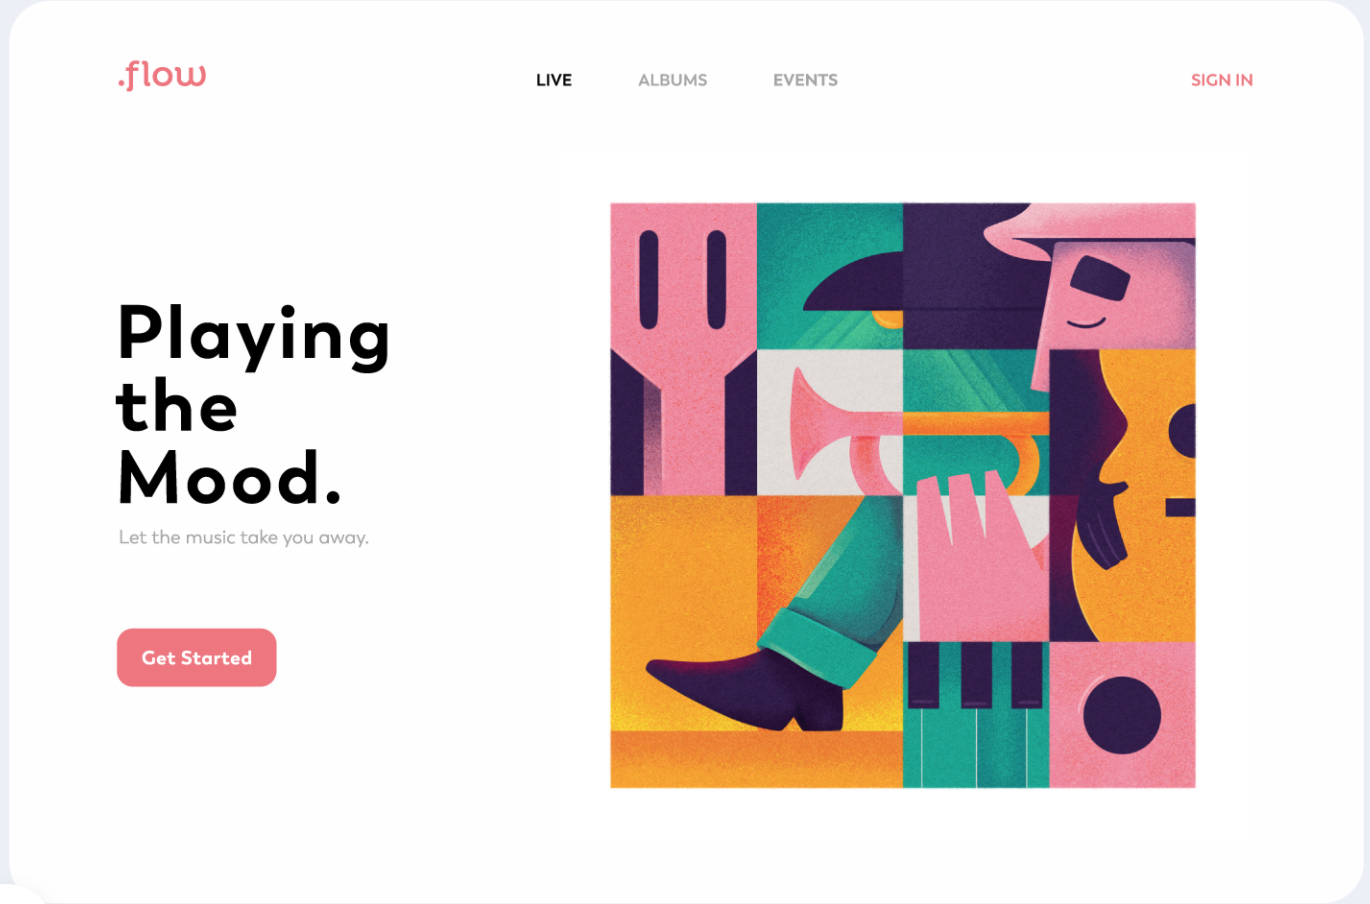 .flow
LIVE ALBUMS EVENTS SIGN IN
Playing
the
Mood.
Let the music take you away.
Get Started